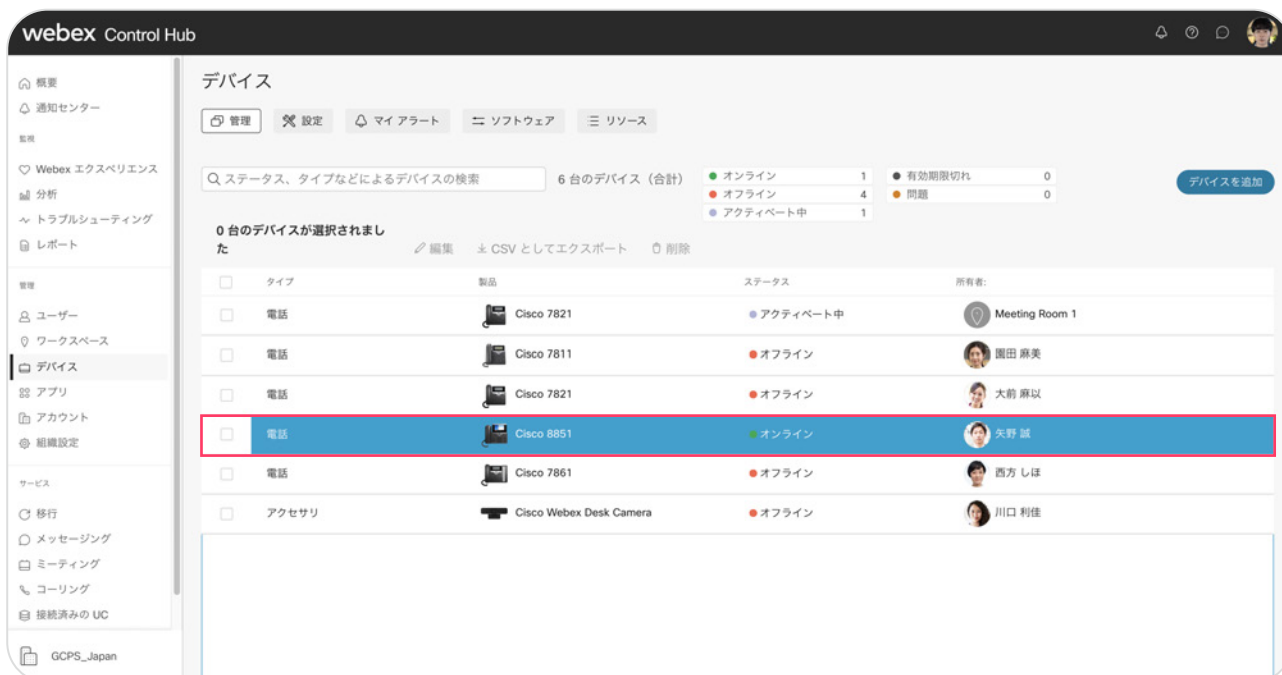 webex Control Hub
概要
通知センター
監視
Webex エクスペリエンス
分析
トラブルシューティング
レポート
管理
ユーザー
ワークスペース
デバイス
アプリ
アカウント
組織設定
サービス
移行
メッセージング
ミーティング
コーリング
接続済みの UC
GCPS_Japan
デバイス
管理 設定 マイ アラート ソフトウェア リソース
ステータス、タイプなどによるデバイスの検索 6 台のデバイス（合計）
オンライン 1 有効期限切れ 0
オフライン 4 問題 0
アクティベート中 1
デバイスを追加
0 台のデバイスが選択されまし
た 編集 CSV としてエクスポート 削除
タイプ 製品 ステータス 所有者:
電話 Cisco 7821 アクティベート中 Meeting Room 1
電話 Cisco 7811 オフライン 園田 麻美
電話 Cisco 7821 オフライン 大前 麻以
電話 Cisco 8851 オンライン 矢野 誠
電話 Cisco 7861 オフライン 西方 しほ
アクセサリ Cisco Webex Desk Camera オフライン 川口 利佳